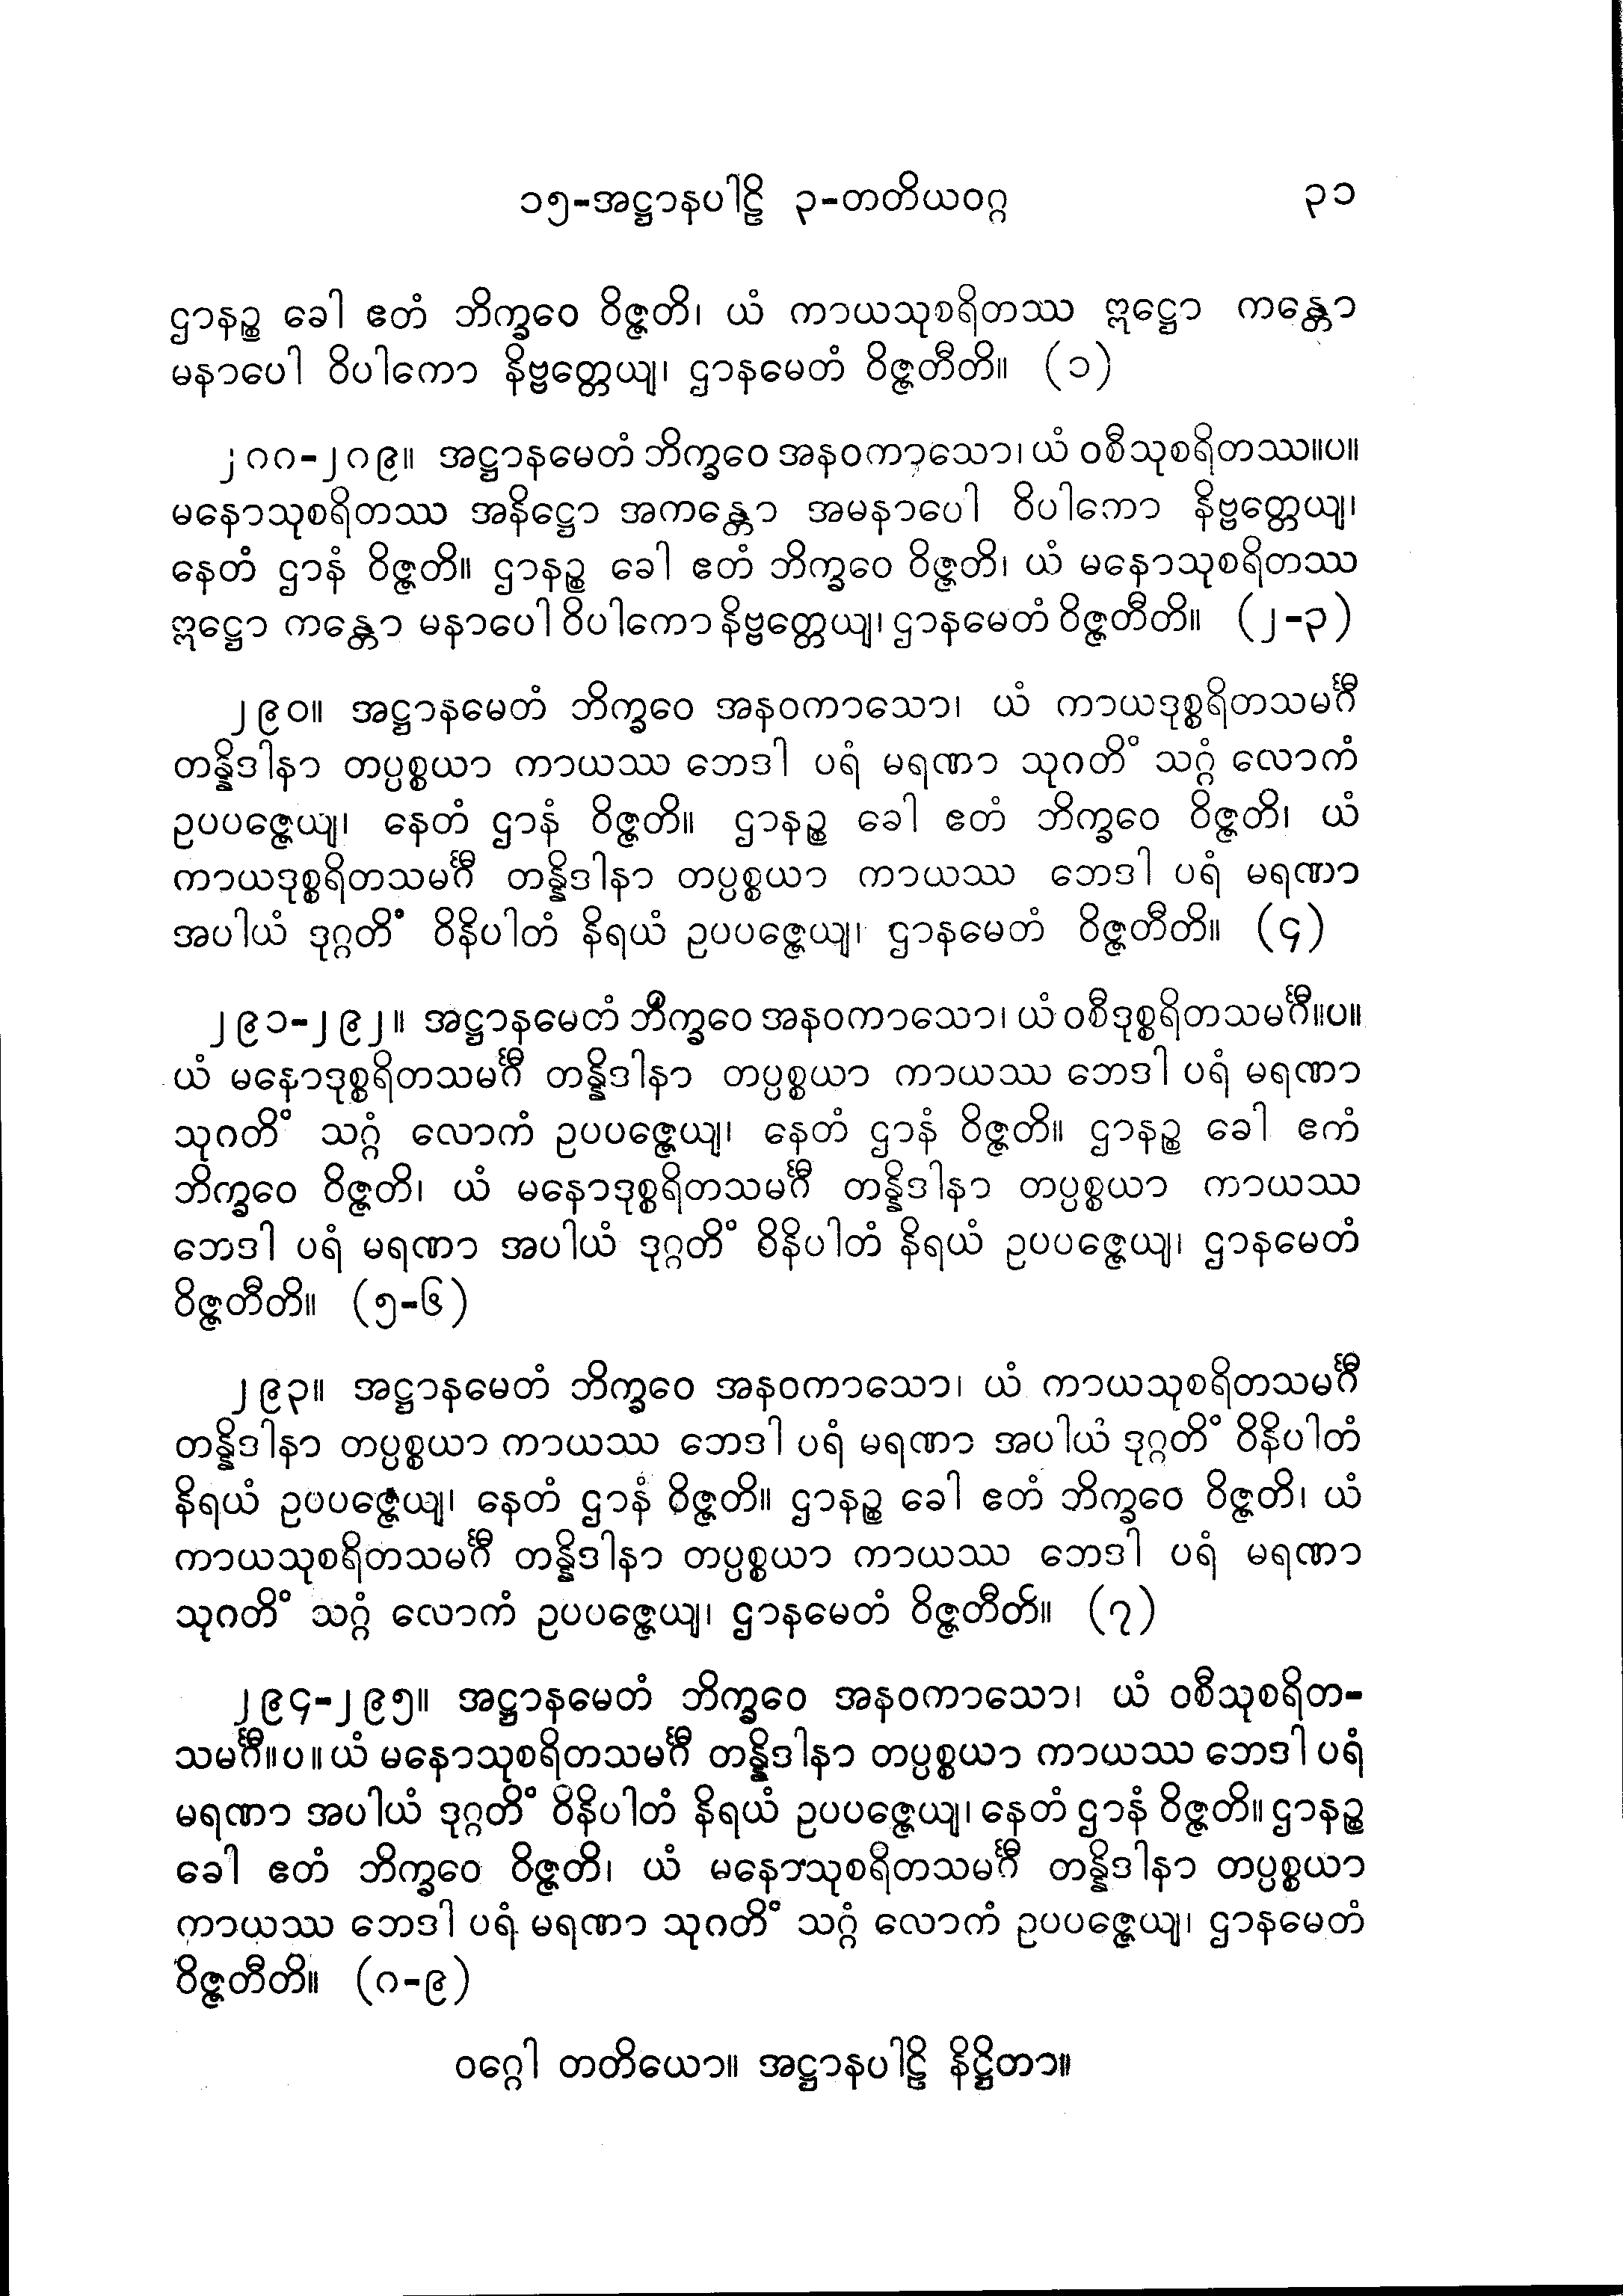 ၁၅-အဋ္ဌာနပါဠိ ၃-တတိယဝဂ္ဂ ၃၁
ဌာနဉ္စ ခေါ ဧတံ ဘိက္ခဝေ ဝိဇ္ဇတိ၊ ယံ ကာယသုစရိတဿ ဣဋ္ဌော ကန္တော
မနာပေါ ဝိပါကော နိဗ္ဗတ္တေယျ၊ ဌာနမေတံ ဝိဇ္ဇတီတိ။ (၁)
၂၈၈-၂၈၉။ အဋ္ဌာနမေတံ ဘိက္ခဝေ အနဝကာသော၊ ယံ ဝစီသုစရိတဿ။ပ။
မနောသုစရိတဿ အနိဋ္ဌော အကန္တော အမနာပေါ ဝိပါကော နိဗ္ဗတ္တေယျ၊
နေတံ ဌာနံ ဝိဇ္ဇတိ။ ဌာနဉ္စ ခေါ ဧတံ ဘိက္ခဝေ ဝိဇ္ဇတိ၊ ယံ မနောသုစရိတဿ
ဣဋ္ဌော ကန္တော မနာပေါ ဝိပါကော နိဗ္ဗတ္တေယျ၊ ဌာနမေတံ ဝိဇ္ဇတီတိ။ (၂-၃)
၂၉၀။ အဋ္ဌာနမေတံ ဘိက္ခဝေ အနဝကာသော၊ ယံ ကာယဒုစ္စရိတသမင်္ဂီ
တန္နိဒါနာ တပ္ပစ္စယာ ကာယဿ ဘေဒါ ပရံ မရဏာ သုဂတိံ သဂ္ဂံ လောကံ
ဥပပဇ္ဇေယျ၊ နေတံ ဌာနံ ဝိဇ္ဇတိ။ ဌာနဉ္စ ခေါ ဧတံ ဘိက္ခဝေ ဝိဇ္ဇတိ၊ ယံ
ကာယဒုစ္စရိတသမင်္ဂီ တန္နိဒါနာ တပ္ပစ္စယာ ကာယဿ ဘေဒါ ပရံ မရဏာ
အပါယံ ဒုဂ္ဂတိံ ဝိနိပါတံ နိရယံ ဥပပဇ္ဇေယျ၊ ဌာနမေတံ ဝိဇ္ဇတီတိ။ (၄)
၂၉၁-၂၉၂။ အဋ္ဌာနမေတံ ဘိက္ခဝေ အနဝကာသော၊ ယံ ဝစီဒုစ္စရိတသမင်္ဂီ။ပ။
ယံ မနောဒုစ္စရိတသမင်္ဂီ တန္နိဒါနာ တပ္ပစ္စယာ ကာယဿ ဘေဒါ ပရံ မရဏာ
သုဂတိံ သဂ္ဂံ လောကံ ဥပပဇ္ဇေယျ၊ နေတံ ဌာနံ ဝိဇ္ဇတိ။ ဌာနဉ္စ ခေါ ဧကံ
ဘိက္ခဝေ ဝိဇ္ဇတိ၊ ယံ မနောဒုစ္စရိတသမင်္ဂီ တန္နိဒါနာ တပ္ပစ္စယာ ကာယဿ
ဘေဒါ ပရံ မရဏာ အပါယံ ဒုဂ္ဂတိံ ဝိနိပါတံ နိရယံ ဥပပဇ္ဇေယျ၊ ဌာနမေတံ
ဝိဇ္ဇတီတိ။ (၅-၆)
၂၉၃။ အဋ္ဌာနမေတံ ဘိက္ခဝေ အနဝကာသော၊ ယံ ကာယသုစရိတသမင်္ဂီ
တန္နိဒါနာ တပ္ပစ္စယာ ကာယဿ ဘေဒါ ပရံ မရဏာ အပါယံ ဒုဂ္ဂတိံ ဝိနိပါတံ
နိရယံ ဥပပဇ္ဇေယျ၊ နေတံ ဌာနံ ဝိဇ္ဇတိ။ ဌာနဉ္စ ခေါ ဧတံ ဘိက္ခဝေ ဝိဇ္ဇတိ၊ ယံ
ကာယသုစရိတသမင်္ဂီ တန္နိဒါနာ တပ္ပစ္စယာ ကာယဿ ဘေဒါ ပရံ မရဏာ
သုဂတိံ သဂ္ဂံ လောကံ ဥပပဇ္ဇေယျ၊ ဌာနမေတံ ဝိဇ္ဇတီတိ။ (၇)
၂၉၄-၂၉၅။ အဋ္ဌာနမေတံ ဘိက္ခဝေ အနဝကာသော၊ ယံ ဝစီသုစရိတ-
သမင်္ဂီ။ပ။ ယံ မနောသုစရိတသမင်္ဂီ တန္နိဒါနာ တပ္ပစ္စယာ ကာယဿ ဘေဒါ ပရံ
မရဏာ အပါယံ ဒုဂ္ဂတိံ ဝိနိပါတံ နိရယံ ဥပပဇ္ဇေယျ၊ နေတံ ဌာနံ ဝိဇ္ဇတိ။ ဌာနဉ္စ
ခေါ ဧတံ ဘိက္ခဝေ ဝိဇ္ဇတိ၊ ယံ မနောသုစရိတသမင်္ဂီ တန္နိဒါနာ တပ္ပစ္စယာ
ကာယဿ ဘေဒါ ပရံ မရဏာ သုဂတိံ သဂ္ဂံ လောကံ ဥပပဇ္ဇေယျ၊ ဌာနမေတံ
ဝိဇ္ဇတီတိ။ (၈-၉)
ဝဂ္ဂေါ တတိယော။ အဋ္ဌာနပါဠိ နိဋ္ဌိတာ။